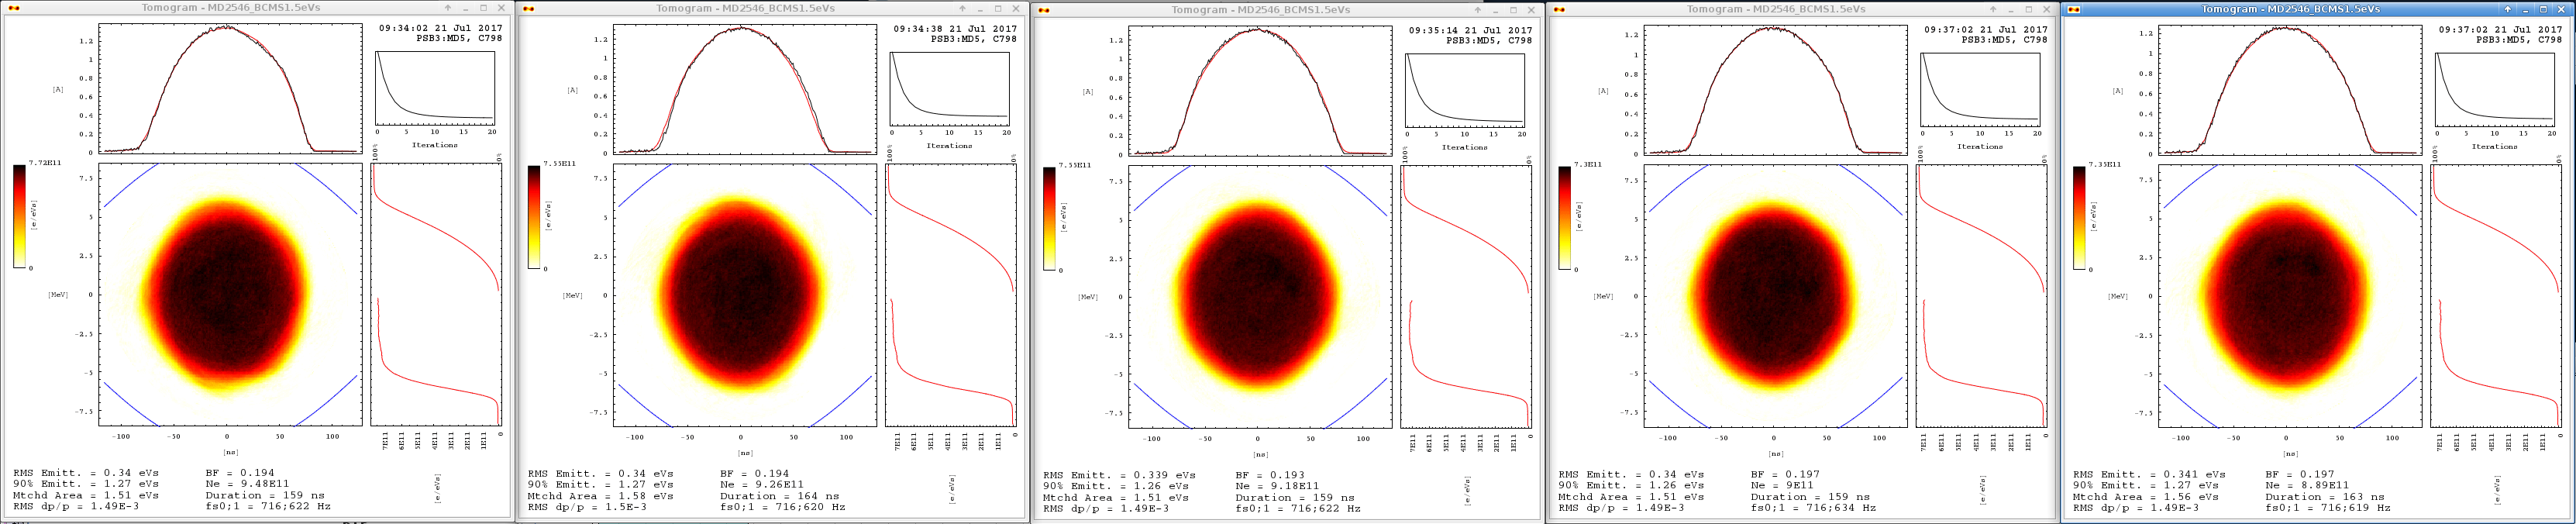 Tomogram - MD2546_BCMS1.5eVs
09:34:02 21 Jul 2017
PSB3:MD5, C798
1.2
1
0.8
0.6
0.4
0.2
0
[A]
0 5 10 15 20
Iterations
7.72E11
0
[e/eVs]
7.5
5
2.5
0
-2.5
-5
-7.5
[MeV]
-100 -50 0 50 100
[ns]
100%
0%
7E11 6E11 5E11 4E11 3E11 2E11 1E11 0
[e/eVs]
RMS Emitt. = 0.34 eVs BF = 0.194
90% Emitt. = 1.27 eVs Ne = 9.48E11
Mtchd Area = 1.51 eVs Duration = 159 ns
RMS dp/p = 1.49E-3 fs0;1 = 716;622 Hz
Tomogram - MD2546_BCMS1.5eVs
09:34:38 21 Jul 2017
PSB3:MD5, C798
1.2
1
0.8
0.6
0.4
0.2
0
[A]
0 5 10 15 20
Iterations
7.55E11
0
[e/eVs]
7.5
5
2.5
0
-2.5
-5
-7.5
[MeV]
-100 -50 0 50 100
[ns]
100%
0%
7E11 6E11 5E11 4E11 3E11 2E11 1E11 0
[e/eVs]
RMS Emitt. = 0.34 eVs BF = 0.194
90% Emitt. = 1.27 eVs Ne = 9.26E11
Mtchd Area = 1.58 eVs Duration = 164 ns
RMS dp/p = 1.5E-3 fs0;1 = 716;620 Hz
Tomogram - MD2546_BCMS1.5eVs
09:35:14 21 Jul 2017
PSB3:MD5, C798
1.2
1
0.8
0.6
0.4
0.2
0
[A]
0 5 10 15 20
Iterations
7.55E11
0
[e/eVs]
7.5
5
2.5
0
-2.5
-5
-7.5
[MeV]
-100 -50 0 50 100
[ns]
100%
0%
7E11 6E11 5E11 4E11 3E11 2E11 1E11 0
[e/eVs]
RMS Emitt. = 0.339 eVs BF = 0.193
90% Emitt. = 1.26 eVs Ne = 9.18E11
Mtchd Area = 1.51 eVs Duration = 159 ns
RMS dp/p = 1.49E-3 fs0;1 = 716;622 Hz
Tomogram - MD2546_BCMS1.5eVs
09:37:02 21 Jul 2017
PSB3:MD5, C798
1.2
1
0.8
0.6
0.4
0.2
0
[A]
0 5 10 15 20
Iterations
7.3E11
0
[e/eVs]
7.5
5
2.5
0
-2.5
-5
-7.5
[MeV]
-100 -50 0 50 100
[ns]
100%
0%
7E11 6E11 5E11 4E11 3E11 2E11 1E11 0
[e/eVs]
RMS Emitt. = 0.34 eVs BF = 0.197
90% Emitt. = 1.26 eVs Ne = 9E11
Mtchd Area = 1.51 eVs Duration = 159 ns
RMS dp/p = 1.49E-3 fs0;1 = 716;634 Hz
Tomogram - MD2546_BCMS1.5eVs
09:37:02 21 Jul 2017
PSB3:MD5, C798
1.2
1
0.8
0.6
0.4
0.2
0
[A]
0 5 10 15 20
Iterations
7.35E11
0
[e/eVs]
7.5
5
2.5
0
-2.5
-5
-7.5
[MeV]
-100 -50 0 50 100
[ns]
100%
0%
7E11 6E11 5E11 4E11 3E11 2E11 1E11 0
[e/eVs]
RMS Emitt. = 0.341 eVs BF = 0.197
90% Emitt. = 1.27 eVs Ne = 8.89E11
Mtchd Area = 1.56 eVs Duration = 163 ns
RMS dp/p = 1.49E-3 fs0;1 = 716;619 Hz